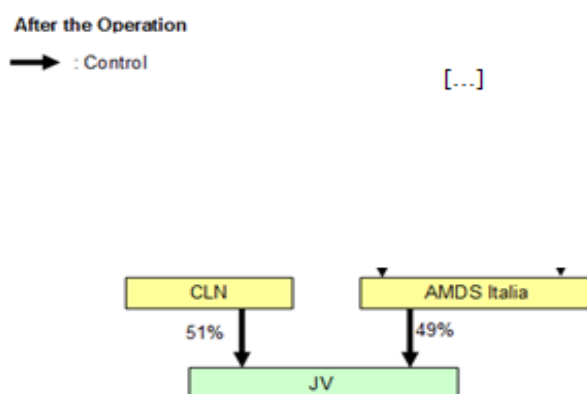 After the Operation
: Control
[...]
CLN
AMDS Italia
51%
49%
JV